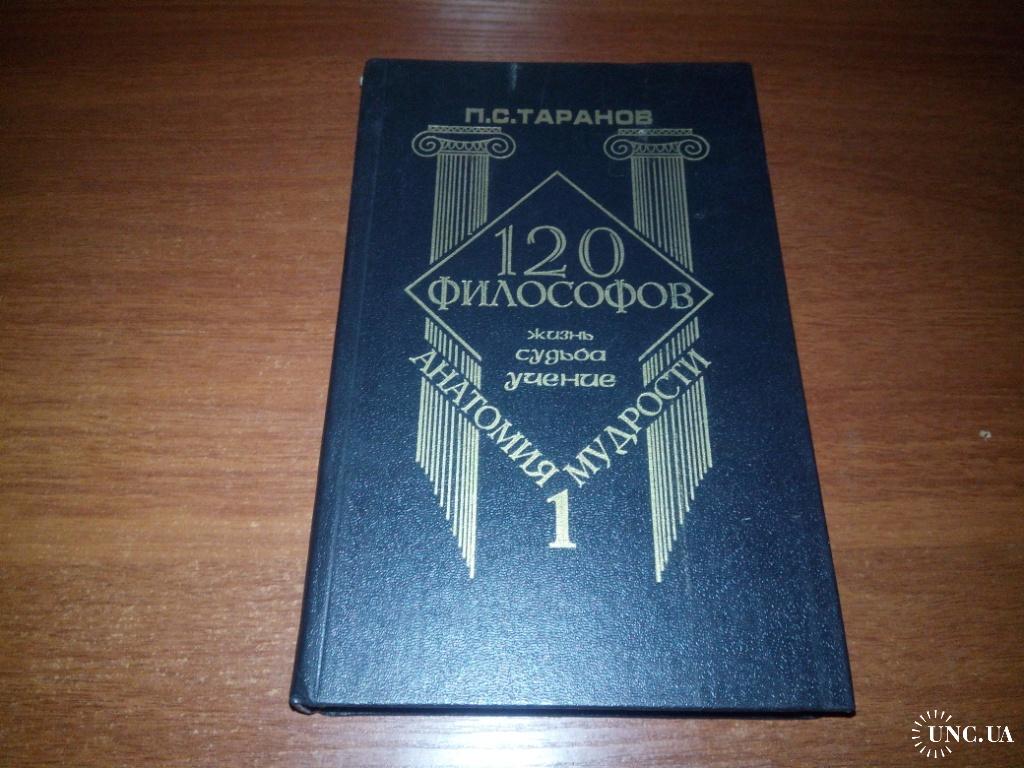 П.С.ТАРАНОВ
120
ФИЛОСОФОВ
жизнь
судьба
учение
АНАТОМИЯ
МУДРОСТИ
1
UNC.UA